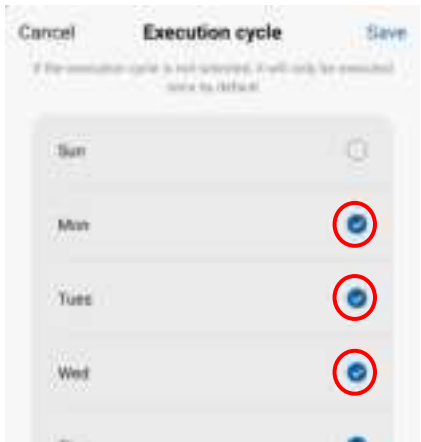 Cancel Execution cycle Save
If the execution cycle is not selected, it will only be executed
once by default
Sun
Mon
Tues
Wed